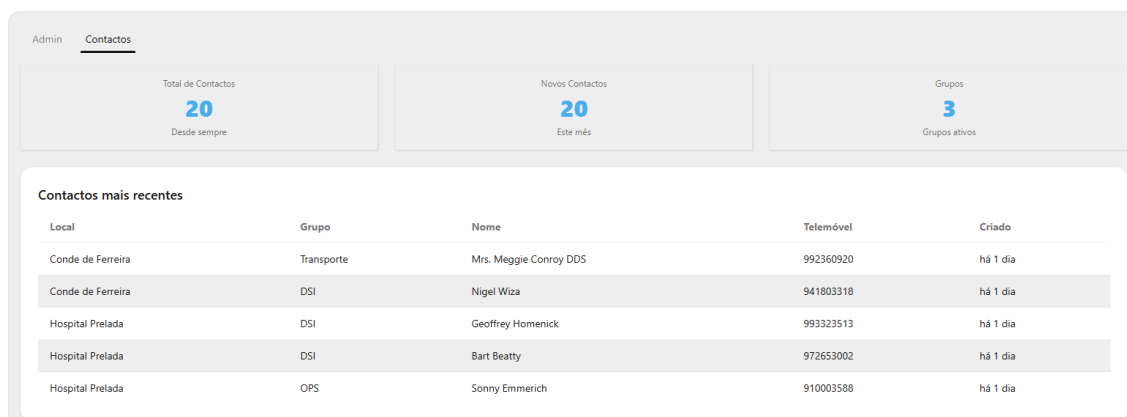 Admin Contactos
Total de Contactos
20
Desde sempre
Novos Contactos
20
Este mês
Grupos
3
Grupos ativos
Contactos mais recentes
Local Grupo Nome Telemóvel Criado
Conde de Ferreira Transporte Mrs. Meggie Conroy DDS 992360920 há 1 dia
Conde de Ferreira DSI Nigel Wiza 941803318 há 1 dia
Hospital Prelada DSI Geoffrey Homenick 993323513 há 1 dia
Hospital Prelada DSI Bart Beatty 972653002 há 1 dia
Hospital Prelada OPS Sonny Emmerich 910003588 há 1 dia